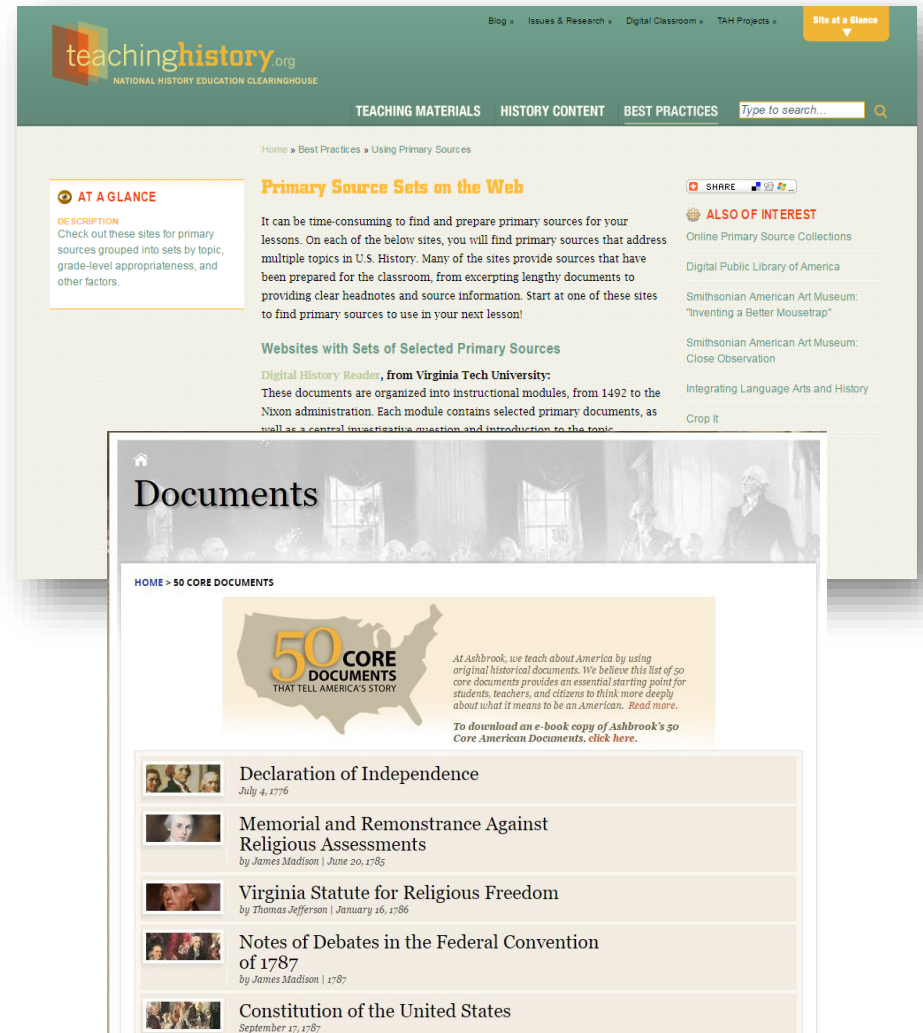 Blog » Issues & Research » Digital Classroom » TAH Projects »
Site at a Glance
teachinghistory.org
NATIONAL HISTORY EDUCATION CLEARINGHOUSE
TEACHING MATERIALS HISTORY CONTENT BEST PRACTICES
Type to search...
Home » Best Practices » Using Primary Sources
AT A GLANCE
DESCRIPTION
Check out these sites for primary
sources grouped into sets by topic,
grade-level appropriateness, and
other factors.
Primary Source Sets on the Web
It can be time-consuming to find and prepare primary sources for your
lessons. On each of the below sites, you will find primary sources that address
multiple topics in U.S. History. Many of the sites provide sources that have
been prepared for the classroom, from excerpting lengthy documents to
providing clear headnotes and source information. Start at one of these sites
to find primary sources to use in your next lesson!
Websites with Sets of Selected Primary Sources
Digital History Reader, from Virginia Tech University:
These documents are organized into instructional modules, from 1492 to the
Nixon administration. Each module contains selected primary documents, as
well as a central investigative question and introduction to the topic
SHARE
ALSO OF INTEREST
Online Primary Source Collections
Digital Public Library of America
Smithsonian American Art Museum:
"Inventing a Better Mousetrap"
Smithsonian American Art Museum:
Close Observation
Integrating Language Arts and History
Crop It
Documents
HOME > 50 CORE DOCUMENTS
50 CORE
DOCUMENTS
THAT TELL AMERICA'S STORY
At Ashbrook, we teach about America by using
original historical documents. We believe this list of 50
core documents provides an essential starting point for
students, teachers, and citizens to think more deeply
about what it means to be an American. Read more.
To download an e-book copy of Ashbrook's 50
Core American Documents, click here.
Declaration of Independence
July 4, 1776
Memorial and Remonstrance Against
Religious Assessments
by James Madison | June 20, 1785
Virginia Statute for Religious Freedom
by Thomas Jefferson | January 16, 1786
Notes of Debates in the Federal Convention
of 1787
by James Madison | 1787
Constitution of the United States
September 17, 1787